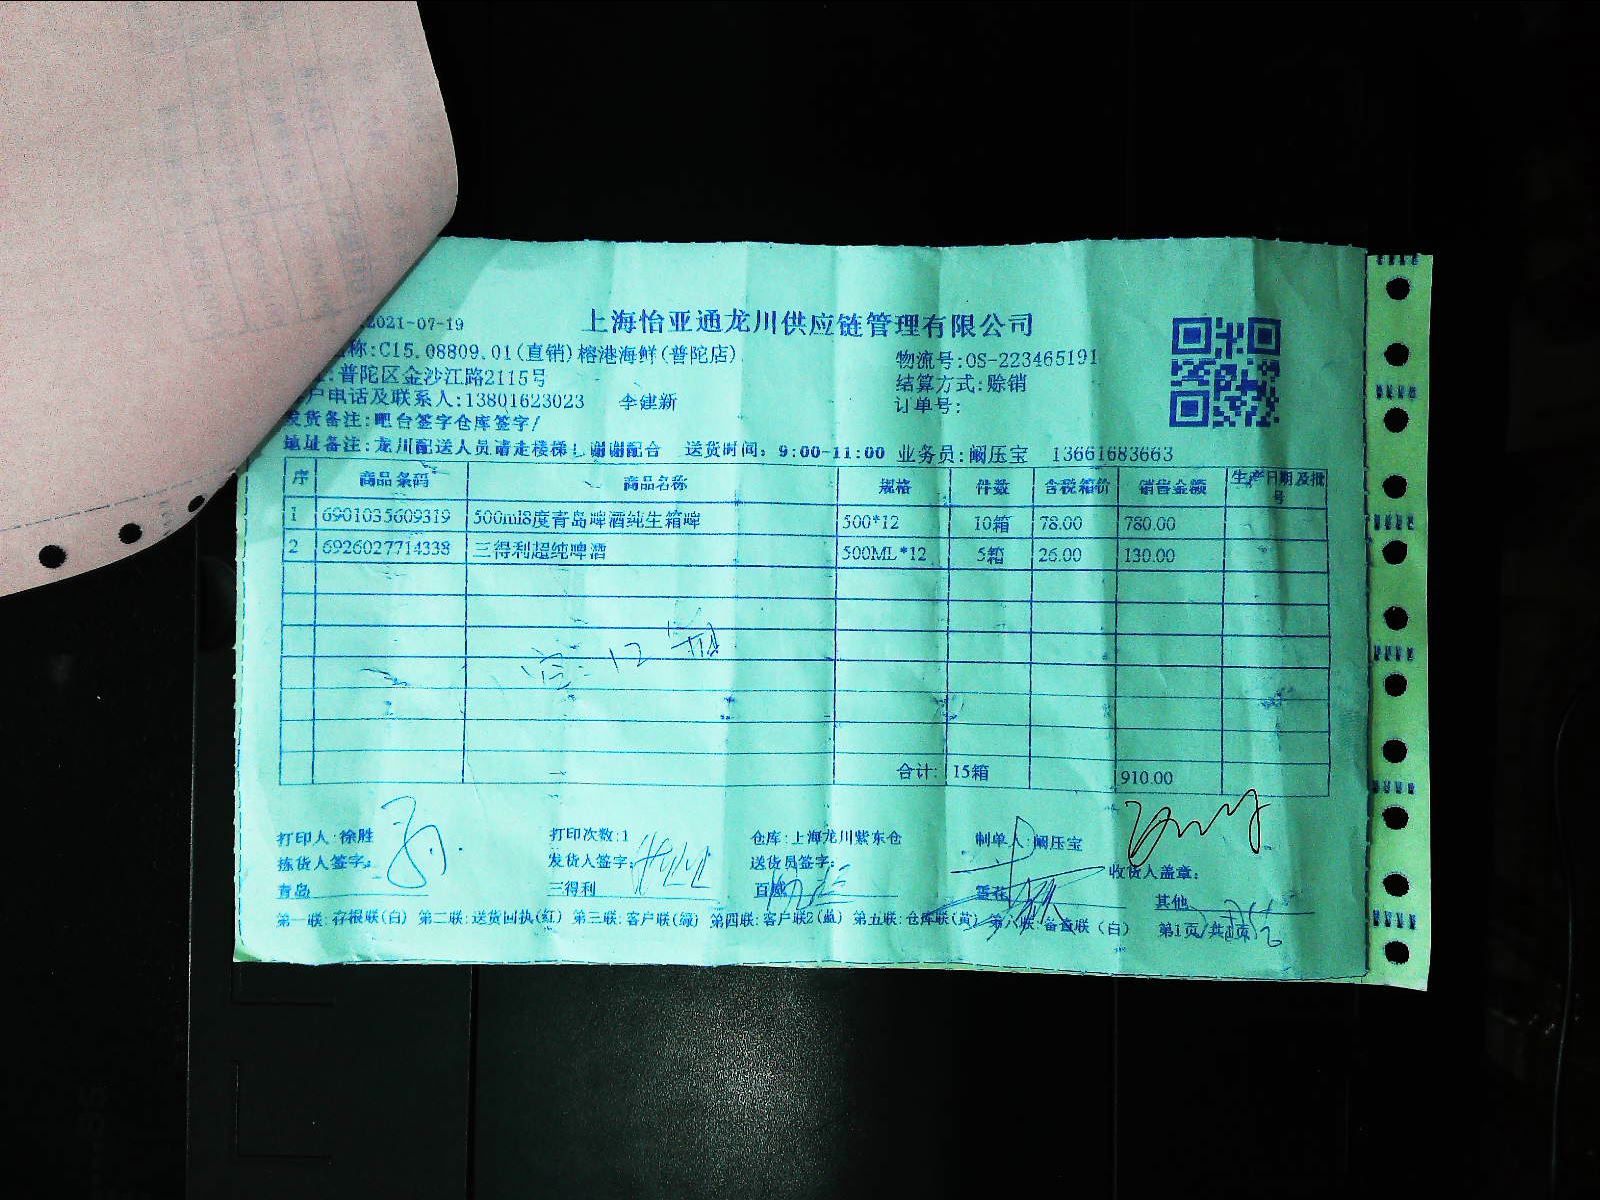 2021-07-19
上海怡亚通龙川供应链管理有限公司
称:C15.08809.01(直销)榕港海鲜(普陀店)
物流号:OS-223465191
:普陀区金沙江路2115号
结算方式:赊销
户电话及联系人:13801623023 李建新
订单号:
发货备注:吧台签字仓库签字/
地址备注:龙川配送人员请走楼梯!谢谢配合 送货时间:9:00-11:00 业务员:阚压宝 13661683663
序 商品条码 商品名称 规格 件数 含税箱价 销售金额 生产日期及批号
1 6901035609319 500ml8度青岛啤酒纯生箱啤 500*12 10箱 78.00 780.00
2 6926027714338 三得利超纯啤酒 500ML*12 5箱 26.00 130.00
空:12箱
合计: 15箱 910.00
打印人:徐胜 打印次数:1 仓库:上海龙川紫东仓 制单人:阚压宝
拣货人签字: 发货人签字: 送货员签字: 收货人盖章:
青岛 三得利 百威 雪花 其他
第一联:存根联(白) 第二联:送货回执(红) 第三联:客户联(绿) 第四联:客户联2(蓝) 第五联:仓库联(黄) 第六联:备查联(白) 第1页/共1页